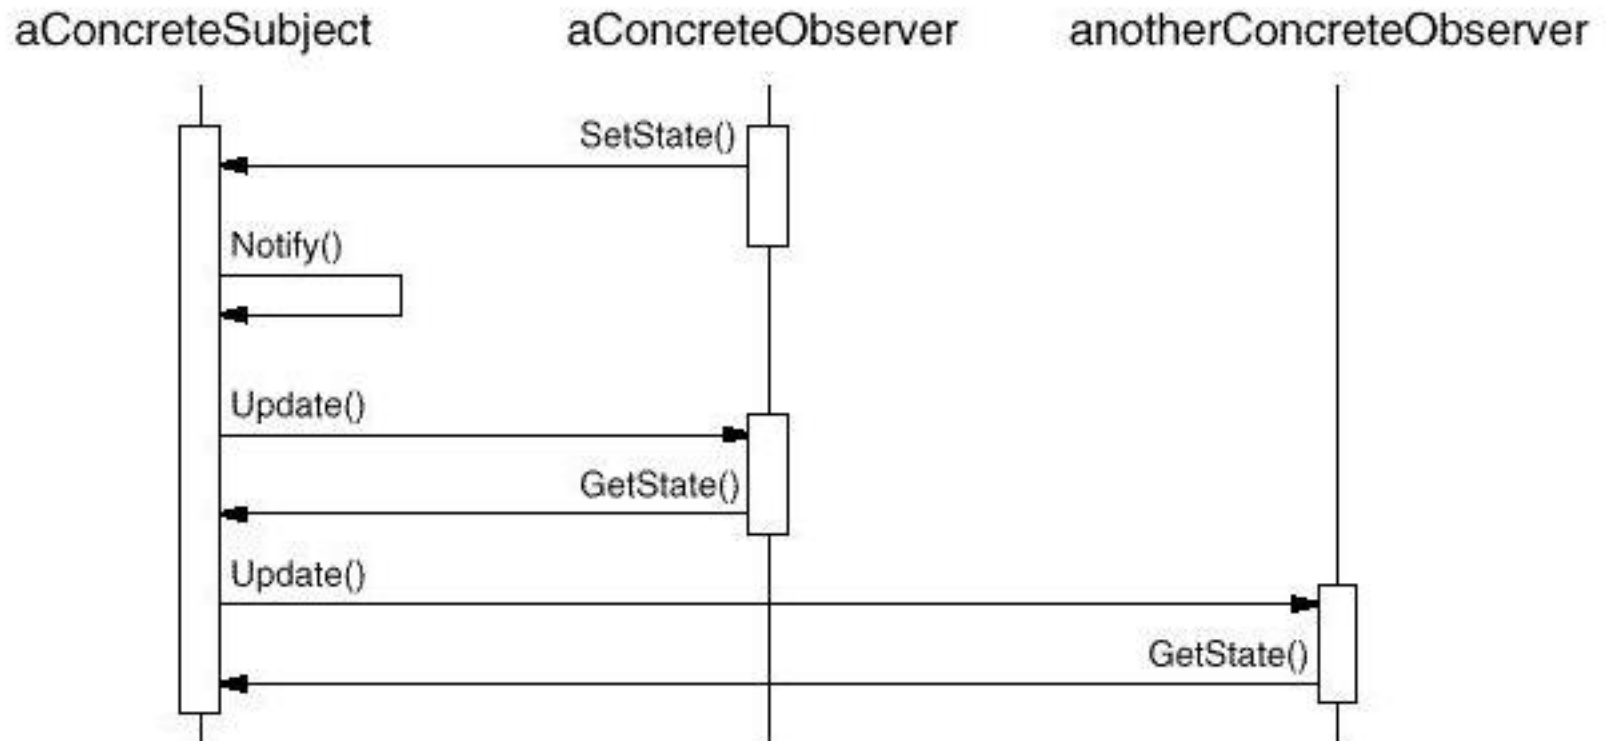 aConcreteSubject aConcreteObserver anotherConcreteObserver
SetState()
Notify()
Update()
GetState()
Update()
GetState()